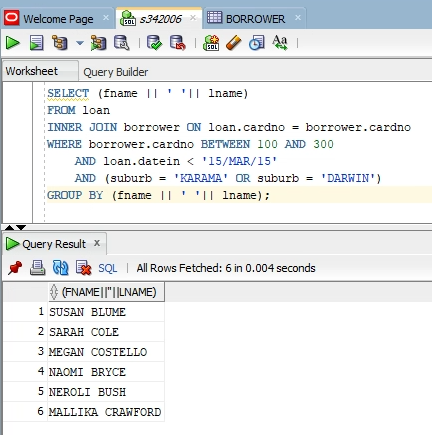 Welcome Page × s342006 × BORROWER ×
SQL
Aa
Worksheet Query Builder
SELECT (fname || ' '|| lname)
FROM loan
INNER JOIN borrower ON loan.cardno = borrower.cardno
WHERE borrower.cardno BETWEEN 100 AND 300
AND loan.datein < '15/MAR/15'
AND (suburb = 'KARAMA' OR suburb = 'DARWIN')
GROUP BY (fname || ' '|| lname);
Query Result ×
SQL | All Rows Fetched: 6 in 0.004 seconds
(FNAME||''||LNAME)
1 SUSAN BLUME
2 SARAH COLE
3 MEGAN COSTELLO
4 NAOMI BRYCE
5 NEROLI BUSH
6 MALLIKA CRAWFORD